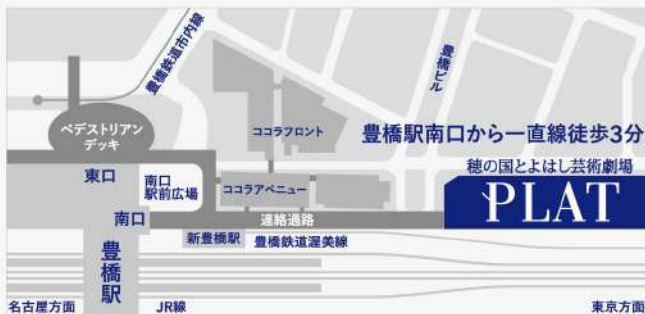 豊橋鉄道市内線
豊橋ビル
ペデストリアン
デッキ
ココラフロント
豊橋駅南口から一直線徒歩3分
穂の国とよはし芸術劇場
PLAT
東口
南口
駅前広場
ココラアベニュー
南口
連絡通路
新豊橋駅
豊橋鉄道渥美線
豊橋駅
名古屋方面
JR線
東京方面